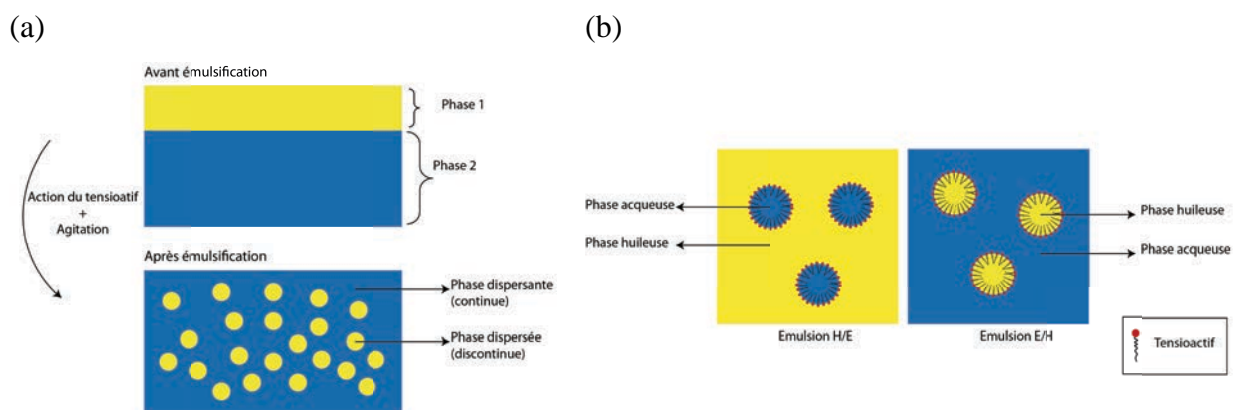 (a)
(b)
Avant émulsification
Phase 1
Phase 2
Action du tensioatif
+
Agitation
Après émulsification
Phase dispersante
(continue)
Phase dispersée
(discontinue)
Phase acqueuse
Phase huileuse
Phase huileuse
Phase acqueuse
Emulsion H/E
Emulsion E/H
Tensioactif